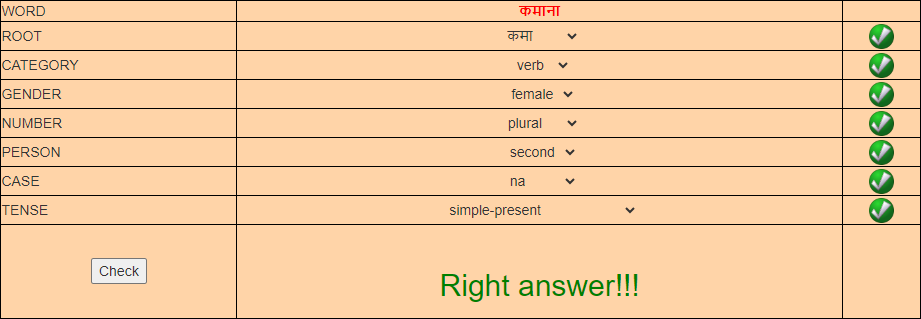 WORD कमाना
ROOT कमा
CATEGORY verb
GENDER female
NUMBER plural
PERSON second
CASE na
TENSE simple-present
Check Right answer!!!